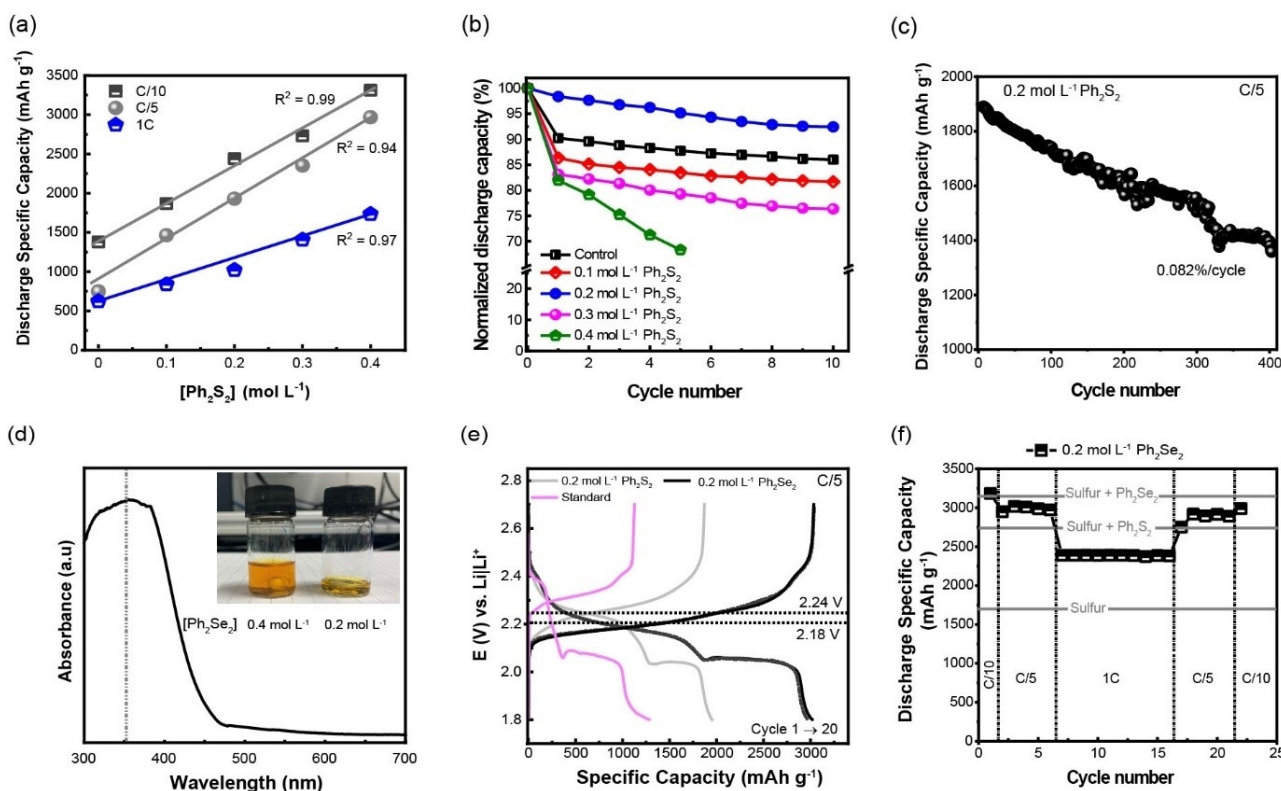 (a)
Discharge Specific Capacity (mAh g⁻¹)
3500
3000
2500
2000
1500
1000
500
0
C/10
C/5
1C
R² = 0.99
R² = 0.94
R² = 0.97
0 0.1 0.2 0.3 0.4
[Ph₂S₂] (mol L⁻¹)
(b)
Normalized discharge capacity (%)
100
95
90
85
80
75
70
20
15
10
5
0
Control
0.1 mol L⁻¹ Ph₂S₂
0.2 mol L⁻¹ Ph₂S₂
0.3 mol L⁻¹ Ph₂S₂
0.4 mol L⁻¹ Ph₂S₂
0 2 4 6 8 10
Cycle number
(c)
Discharge Specific Capacity (mAh g⁻¹)
2000
1800
1600
1400
1200
1000
0.2 mol L⁻¹ Ph₂S₂
C/5
0.082%/cycle
0 100 200 300 400
Cycle number
(d)
Absorbance (a.u)
[Ph₂Se₂] 0.4 mol L⁻¹ 0.2 mol L⁻¹
300 400 500 600 700
Wavelength (nm)
(e)
E (V) vs. Li|Li⁺
2.8
2.6
2.4
2.2
2.0
1.8
0.2 mol L⁻¹ Ph₂S₂
0.2 mol L⁻¹ Ph₂Se₂
C/5
Standard
2.24 V
2.18 V
Cycle 1 → 20
0 500 1000 1500 2000 2500 3000
Specific Capacity (mAh g⁻¹)
(f)
0.2 mol L⁻¹ Ph₂Se₂
Discharge Specific Capacity
(mAh g⁻¹)
3500
3000
2500
2000
1500
1000
500
0
Sulfur + Ph₂Se₂
Sulfur + Ph₂S₂
Sulfur
C/10
C/5
1C
C/5
C/10
0 5 10 15 20 25
Cycle number